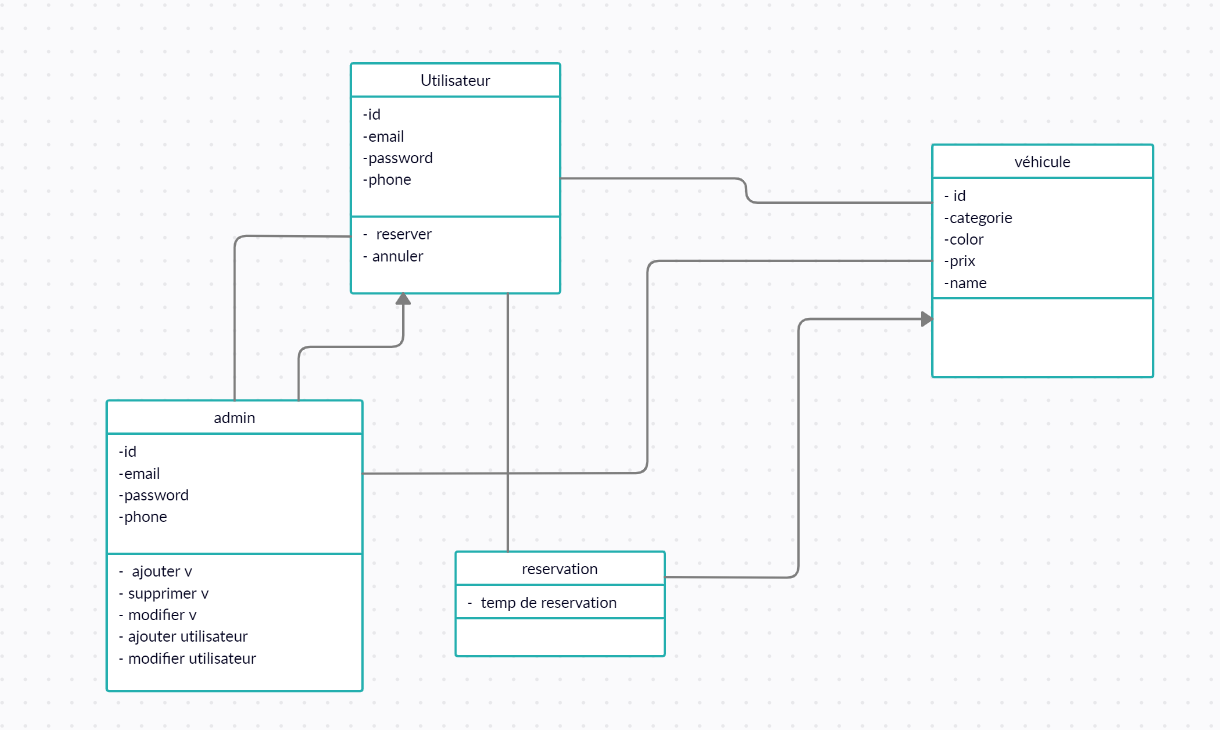 Utilisateur
-id
-email
-password
-phone
-  reserver
- annuler
véhicule
- id
-categorie
-color
-prix
-name
admin
-id
-email
-password
-phone
-  ajouter v
- supprimer v
- modifier v
- ajouter utilisateur
- modifier utilisateur
reservation
-  temp de reservation